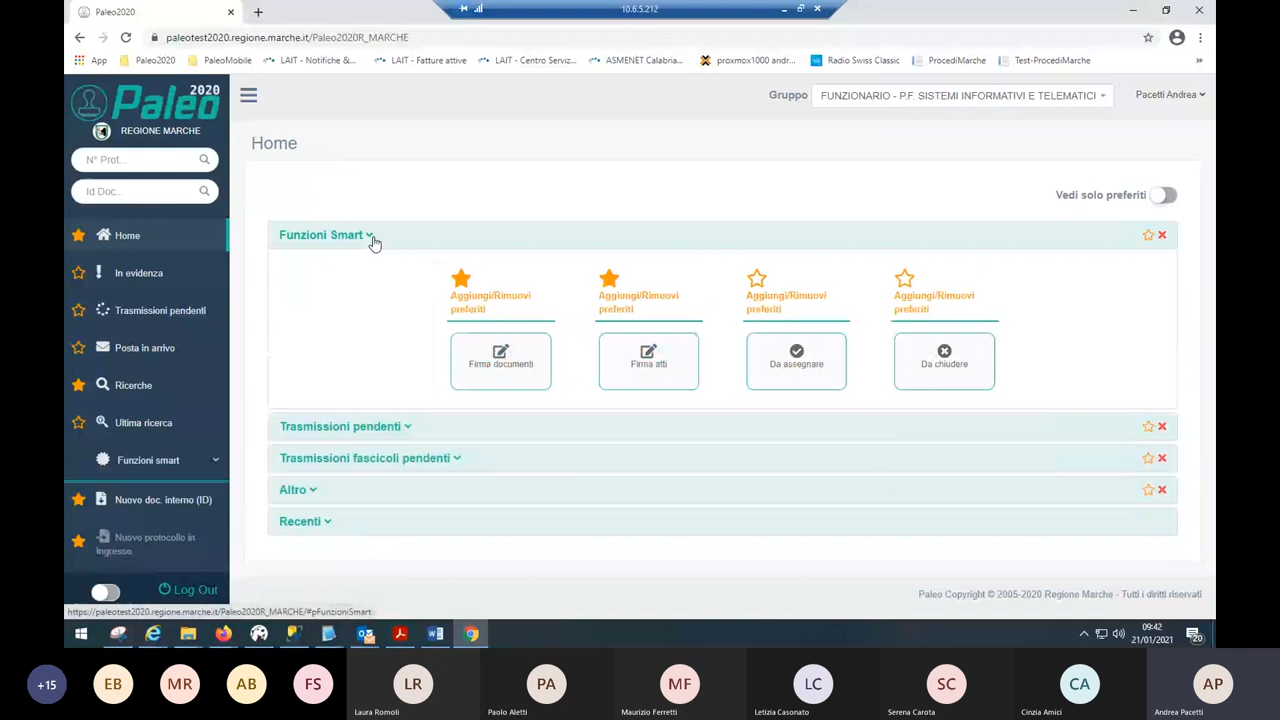 Paleo2020
10.6.5.212
paleotest2020.regione.marche.it/Paleo2020R_MARCHE
App
Paleo2020
PaleoMobile
LAIT - Notifiche &...
LAIT - Fatture attive
LAIT - Centro Serviz...
ASMENET Calabria...
proxmox1000 andr...
Radio Swiss Classic
ProcediMarche
Test-ProcediMarche
»
Paleo 2020
REGIONE MARCHE
Gruppo
FUNZIONARIO - P.F. SISTEMI INFORMATIVI E TELEMATICI
Pacetti Andrea
N° Prot...
Id Doc..
Home
In evidenza
Trasmissioni pendenti
Posta in arrivo
Ricerche
Ultima ricerca
Funzioni smart
Nuovo doc. interno (ID)
Nuovo protocollo in
Ingresso
Log Out
Home
Vedi solo preferiti
Funzioni Smart
Aggiungi/Rimuovi
preferiti
Firma documenti
Aggiungi/Rimuovi
preferiti
Firma atti
Aggiungi/Rimuovi
preferiti
Da assegnare
Aggiungi/Rimuovi
preferiti
Da chiudere
Trasmissioni pendenti
Trasmissioni fascicoli pendenti
Altro
Recenti
Paleo Copyright © 2005-2020 Regione Marche - Tutti i diritti riservati
https://paleotest2020.regione.marche.it/Paleo2020R_MARCHE/#pFunzioniSmart
09:42
21/01/2021
20
+15
EB
MR
AB
FS
LR
Laura Romoli
PA
Paolo Aletti
MF
Maurizio Ferretti
LC
Letizia Casonato
SC
Serena Carota
CA
Cinzia Amici
AP
Andrea Pacetti